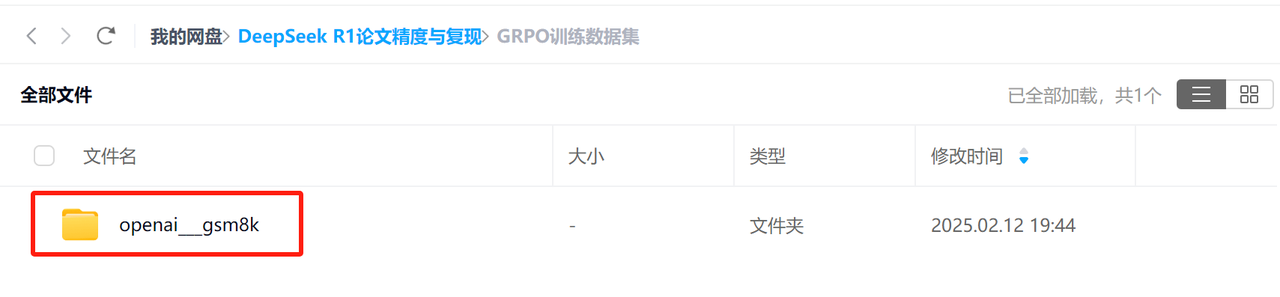 我的网盘> DeepSeek R1论文精度与复现> GRPO训练数据集
全部文件 已全部加载，共1个
文件名 大小 类型 修改时间
openai___gsm8k - 文件夹 2025.02.12 19:44